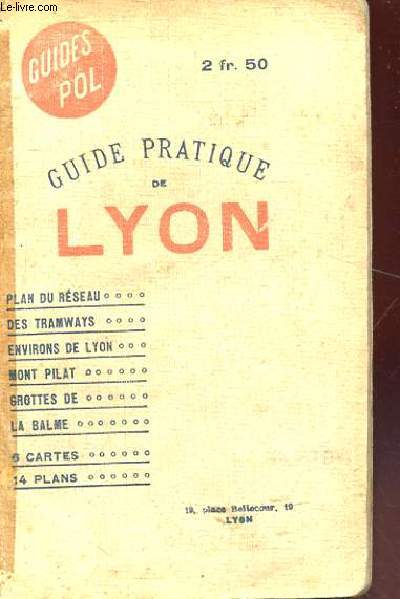 Le-livre.com
GUIDES
POL
2 fr. 50
GUIDE PRATIQUE
DE
LYON
PLAN DU RÉSEAU
DES TRAMWAYS
ENVIRONS DE LYON
MONT PILAT
GROTTES DE
LA BALME
6 CARTES
14 PLANS
19, place Bellecour, 19
LYON